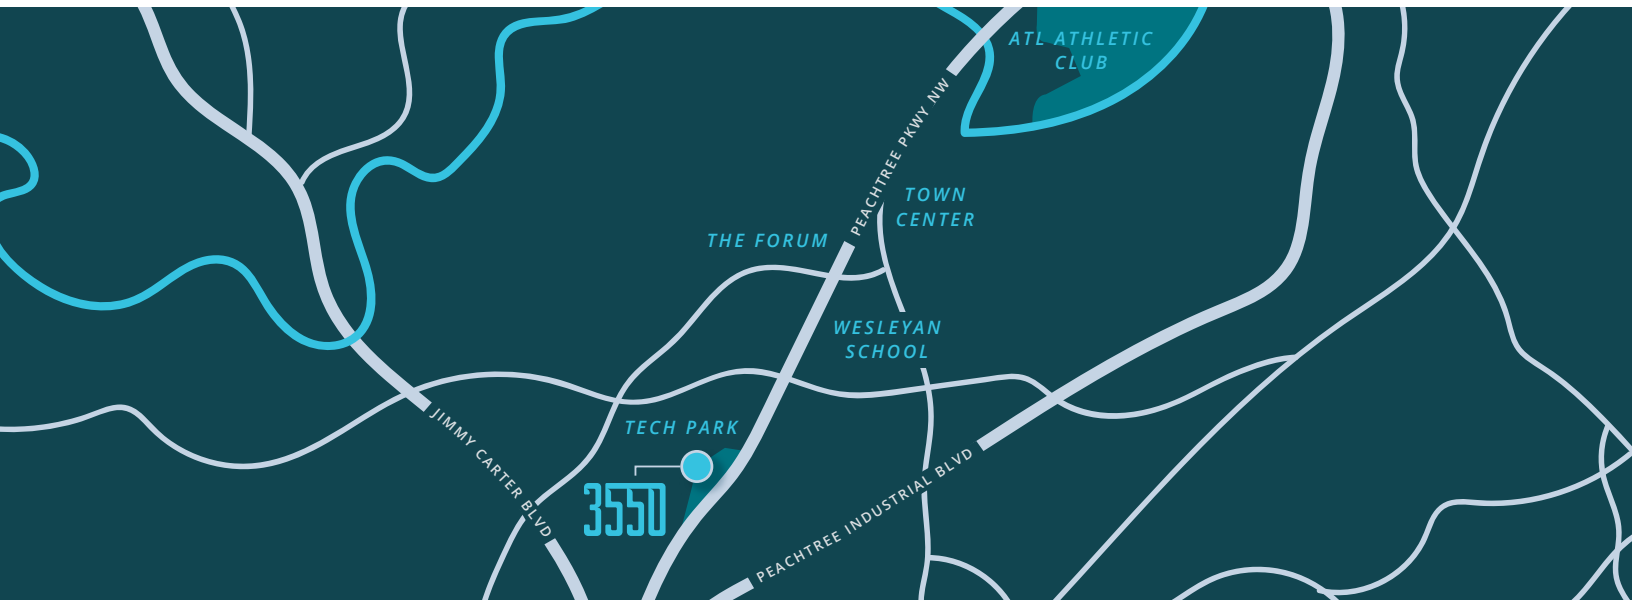 ATL ATHLETIC
CLUB
PEACHTREE PKWY NW
TOWN
CENTER
THE FORUM
WESLEYAN
SCHOOL
JIMMY CARTER BLVD
TECH PARK
3550
PEACHTREE INDUSTRIAL BLVD